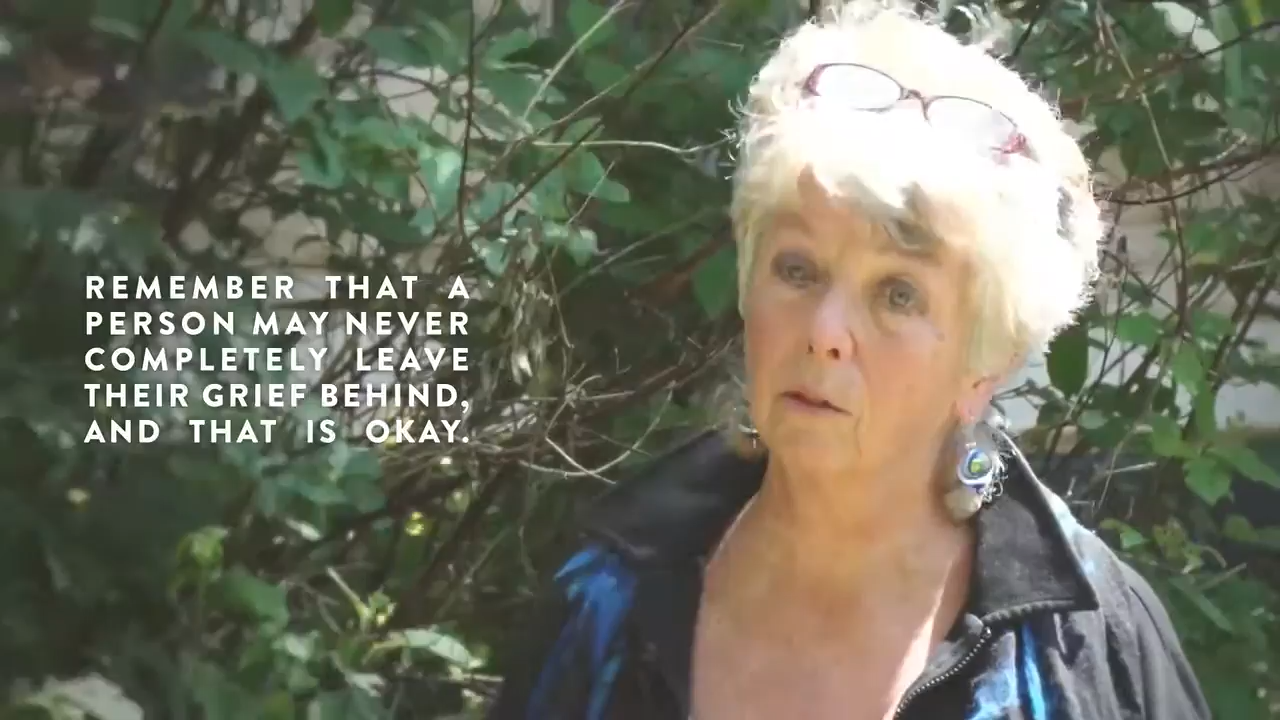 REMEMBER THAT A
PERSON MAY NEVER
COMPLETELY LEAVE
THEIR GRIEF BEHIND,
AND THAT IS OKAY.